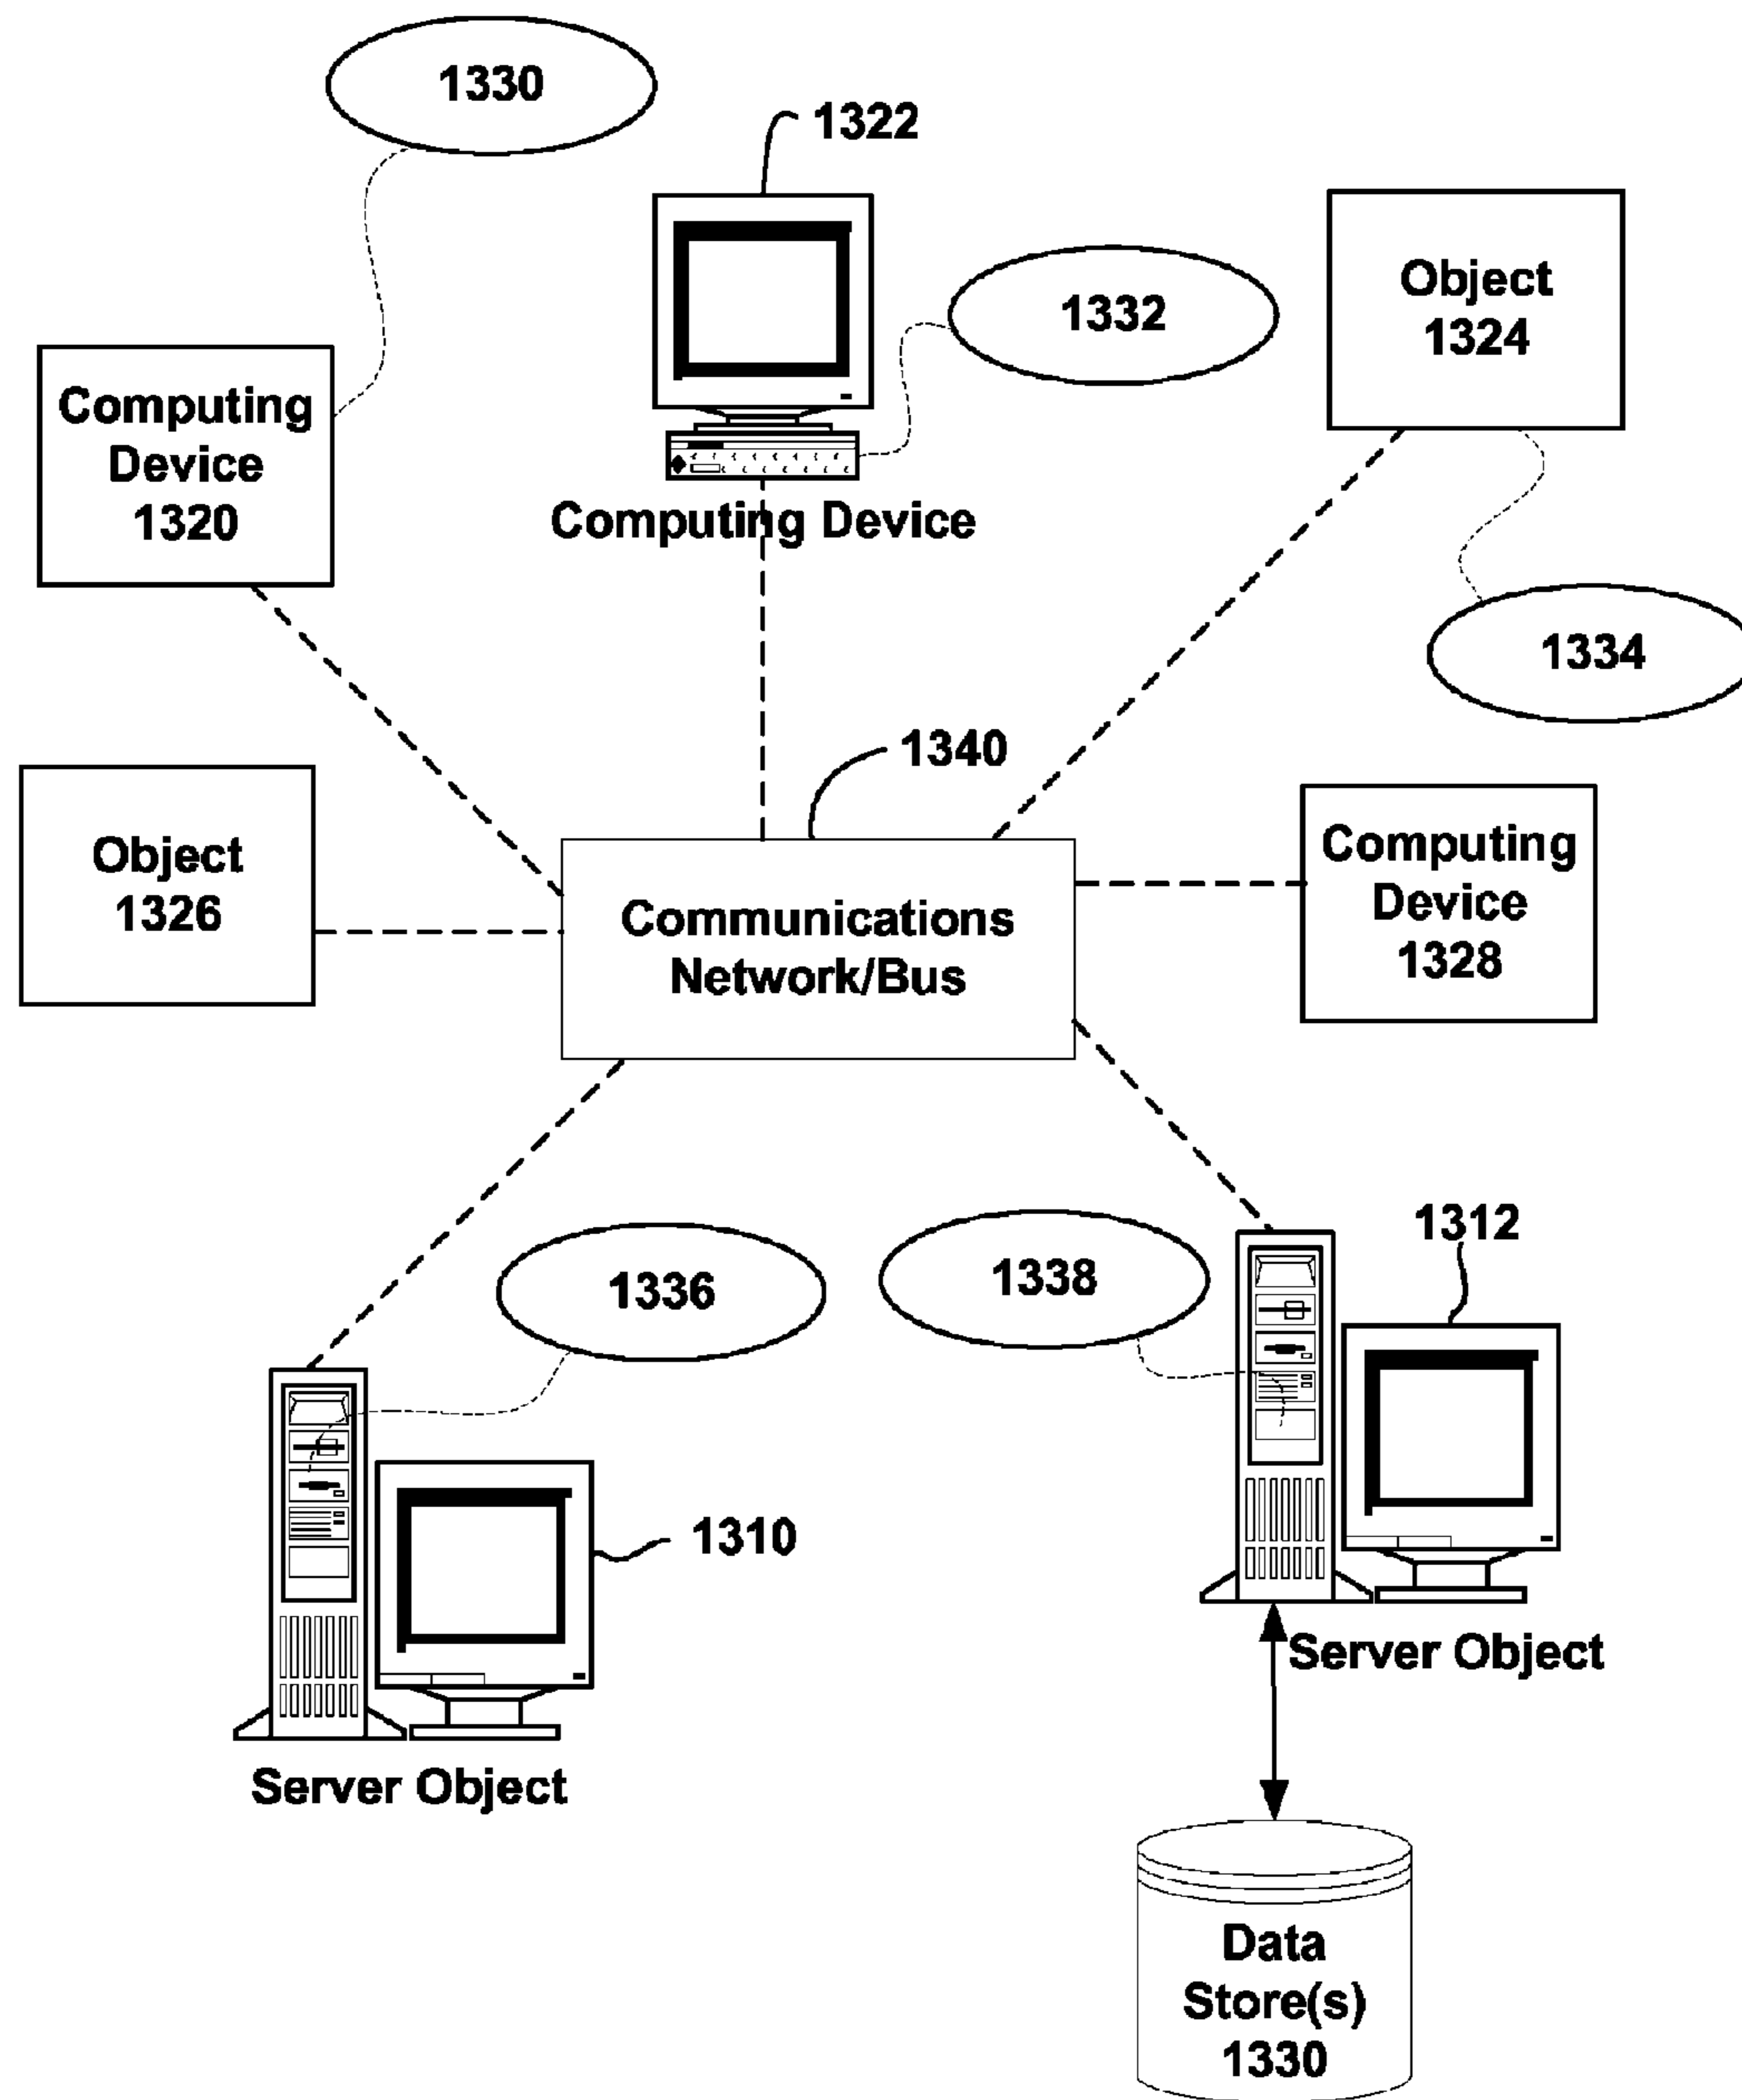 1330
1322
1332
Object
1324
Computing
Device
1320
Computing Device
1334
1340
Object
1326
Computing
Device
1328
Communications
Network/Bus
1312
1336
1338
1310
Server Object
Server Object
Data
Store(s)
1330